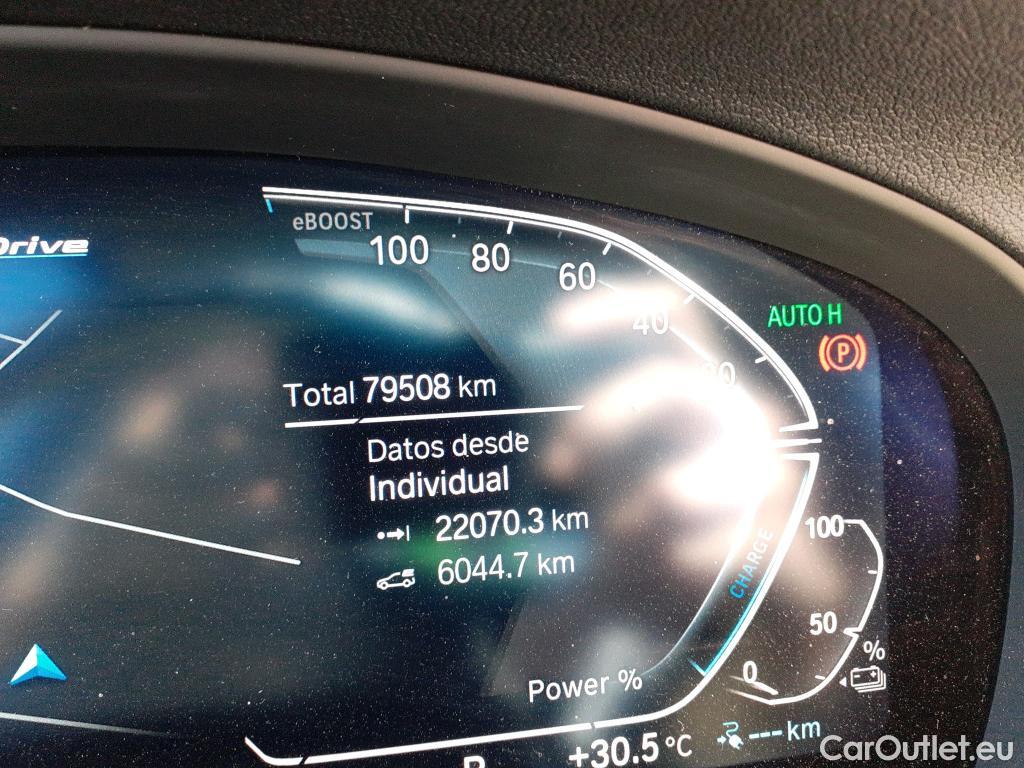 Drive
eBOOST
100
80
60
40
20
AUTO H
P
Total 79508 km
Datos desde
Individual
22070.3 km
6044.7 km
CHARGE
100
50
0
%
Power %
+30.5 °C
--- km
CarOutlet.eu